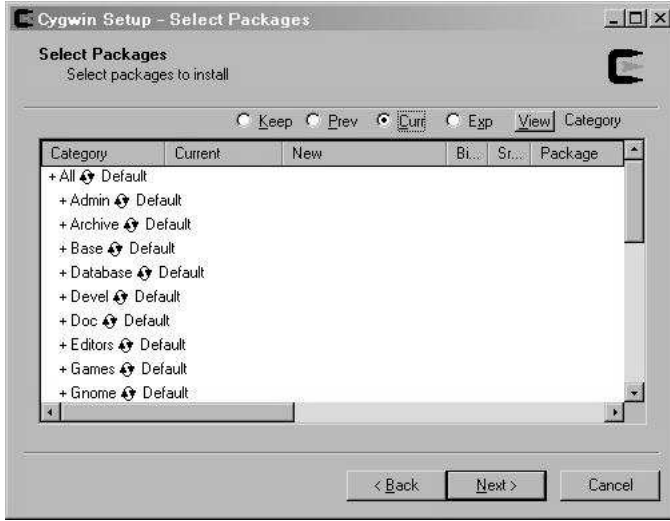 Cygwin Setup - Select Packages
Select Packages
Select packages to install
Keep Prev Curr Exp View Category
Category Current New Bi... Sr... Package
+ All Default
+ Admin Default
+ Archive Default
+ Base Default
+ Database Default
+ Devel Default
+ Doc Default
+ Editors Default
+ Games Default
+ Gnome Default
< Back Next > Cancel